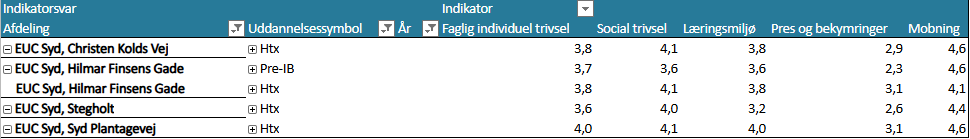 Indikatorsvar Indikator
Afdeling Uddannelsessymbol År Faglig individuel trivsel Social trivsel Læringsmiljø Pres og bekymringer Mobning
EUC Syd, Christen Kolds Vej Htx 3,8 4,1 3,8 2,9 4,6
EUC Syd, Hilmar Finsens Gade Pre-IB 3,7 3,6 3,6 2,3 4,6
EUC Syd, Hilmar Finsens Gade Htx 3,8 4,1 3,8 3,1 4,1
EUC Syd, Stegholt Htx 3,6 4,0 3,2 2,6 4,4
EUC Syd, Syd Plantagevej Htx 4,0 4,1 4,0 3,1 4,6